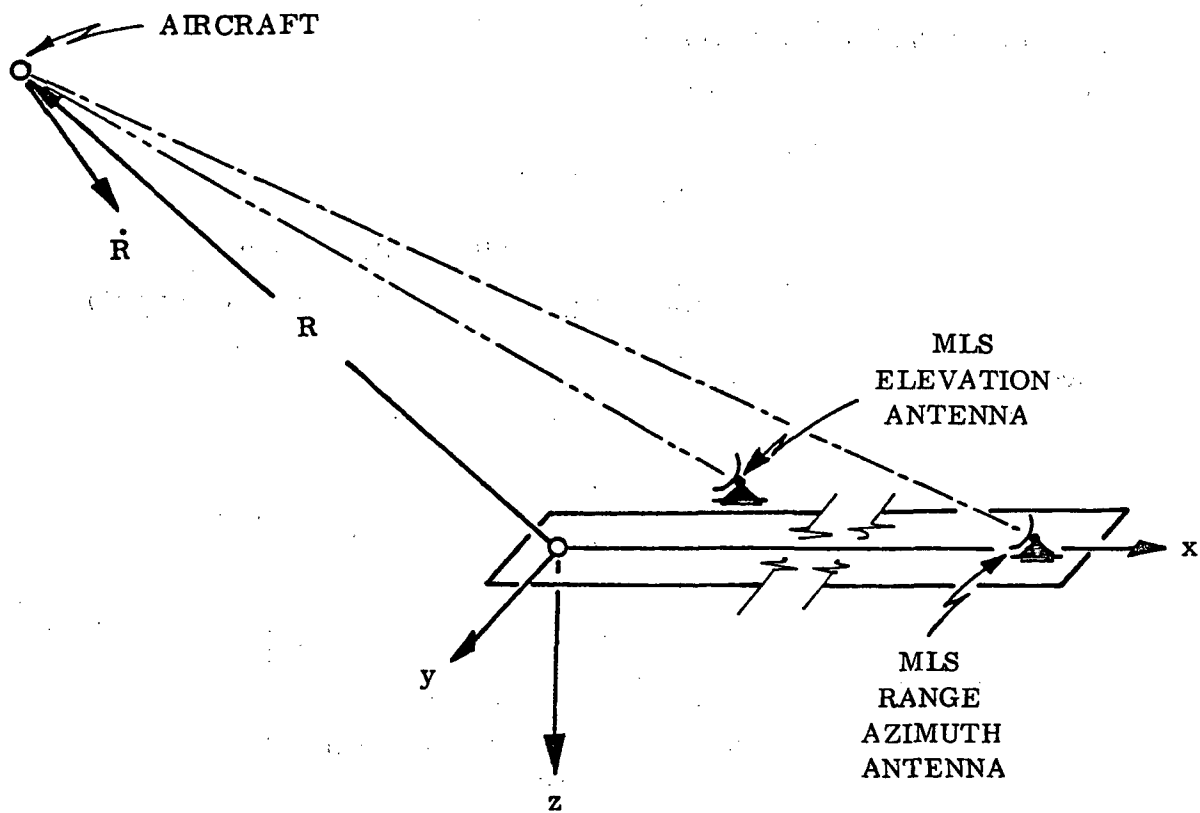 AIRCRAFT
Ṙ
R
MLS
ELEVATION
ANTENNA
x
y
MLS
RANGE
AZIMUTH
ANTENNA
z